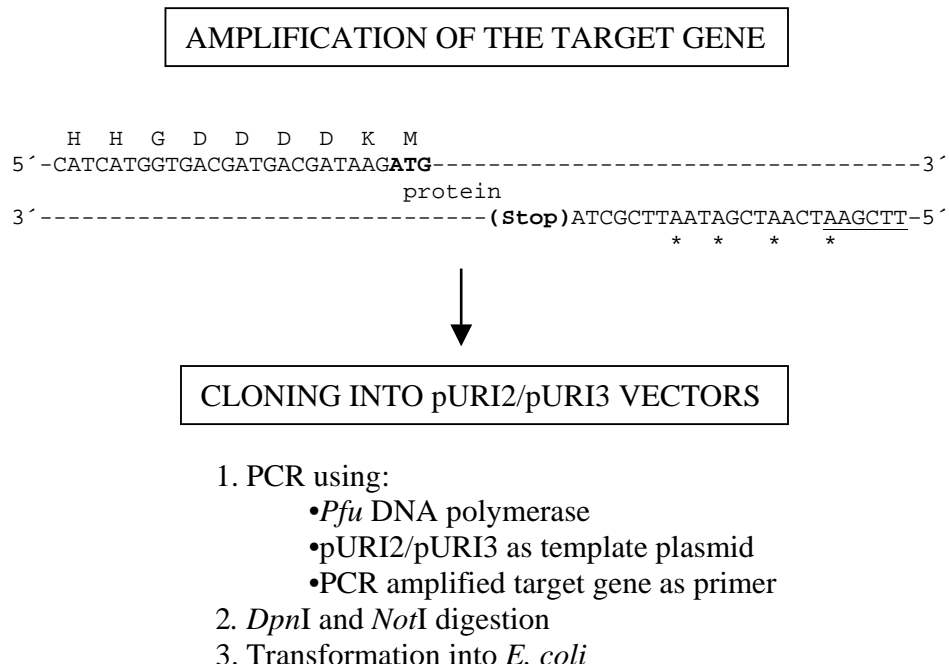 AMPLIFICATION OF THE TARGET GENE
H H G D D D D K M
5´-CATCATGGTGACGATGACGATAAGATG-----------------------------------3´
protein
3´--------------------------------(Stop)ATCGCTTAATAGCTAACTAAGCTT-5´
* * * *
CLONING INTO pURI2/pURI3 VECTORS
1. PCR using:
•Pfu DNA polymerase
•pURI2/pURI3 as template plasmid
•PCR amplified target gene as primer
2. DpnI and NotI digestion
3. Transformation into E. coli